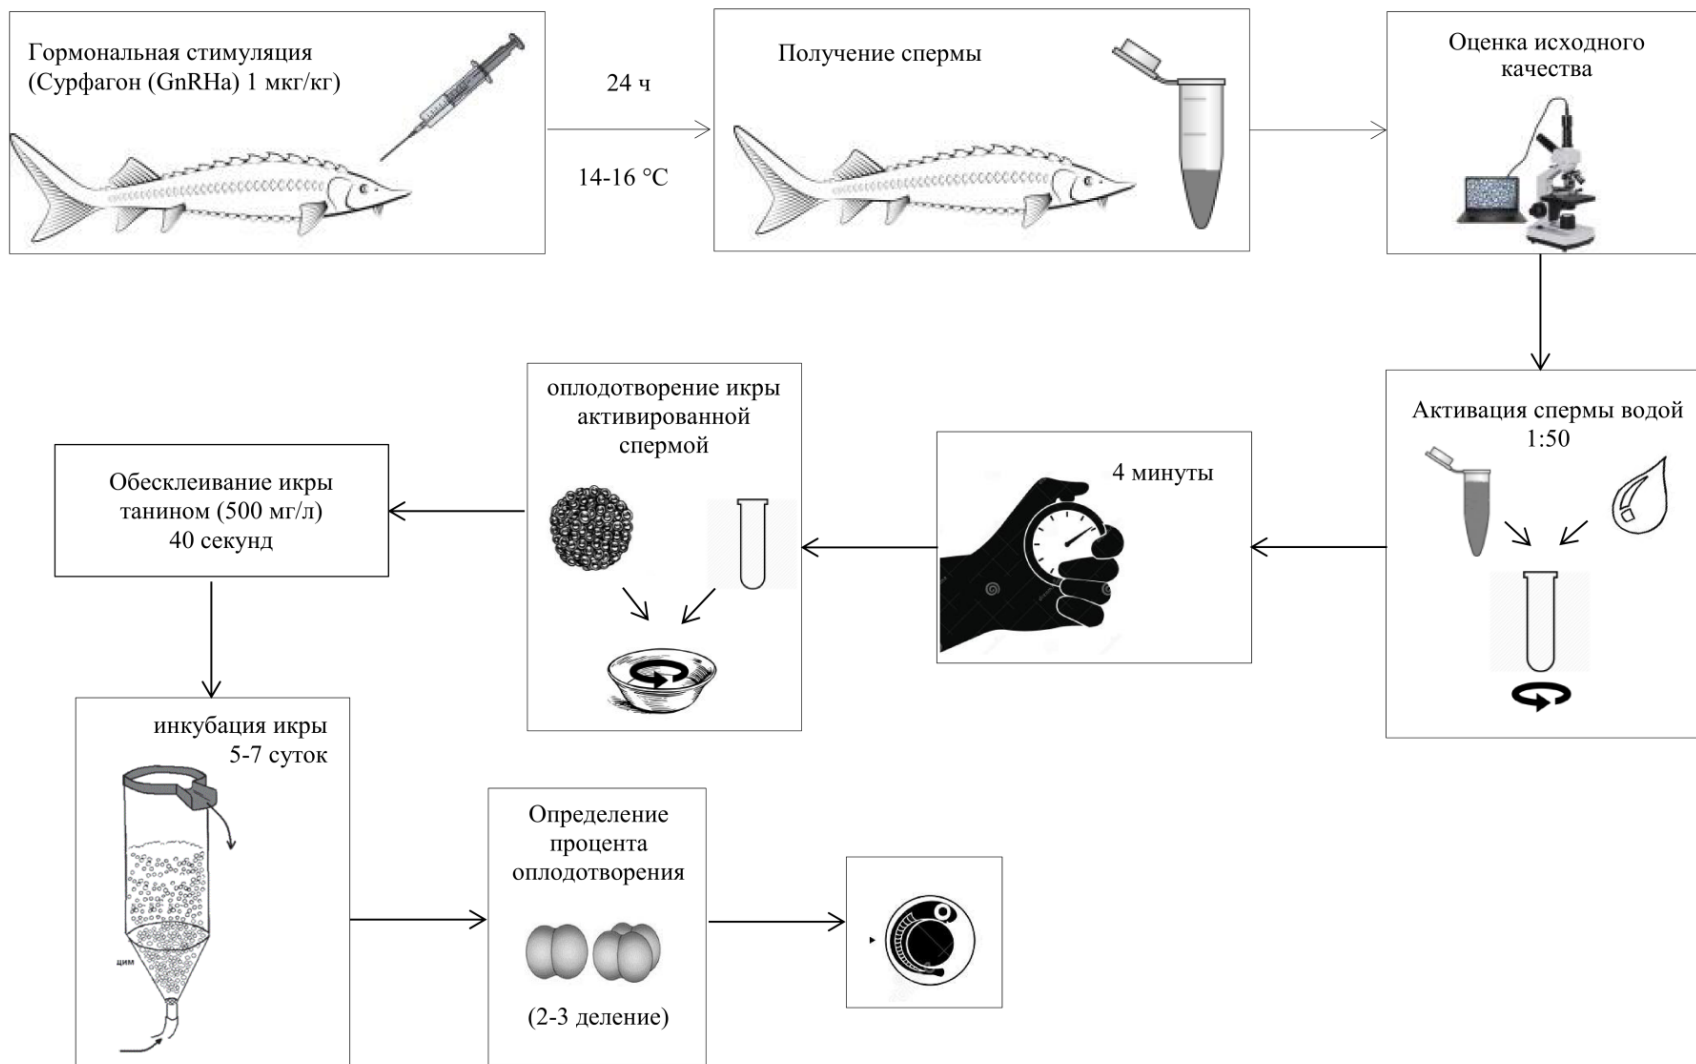 Гормональная стимуляция
(Сурфагон (GnRHa) 1 мкг/кг)
24 ч
14-16 °C
Получение спермы
Оценка исходного
качества
Активация спермы водой
1:50
4 минуты
оплодотворение икры
активированной
спермой
Обесклеивание икры
танином (500 мг/л)
40 секунд
инкубация икры
5-7 суток
цим
Определение
процента
оплодотворения
(2-3 деление)